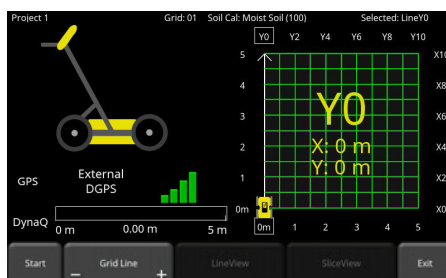 Project 1 Grid: 01 Soil Cal: Moist Soil (100) Selected: LineY0
Y0 Y2 Y4 Y6 Y8 Y10
5 X10
4 X8
3 X6
2 X4
1 X2
0m X0
Y0
X: 0 m
Y: 0 m
0m 1 2 3 4 5
GPS External
DGPS
DynaQ
0 m 0.00 m 5 m
Start − Grid Line + LineView SliceView Exit